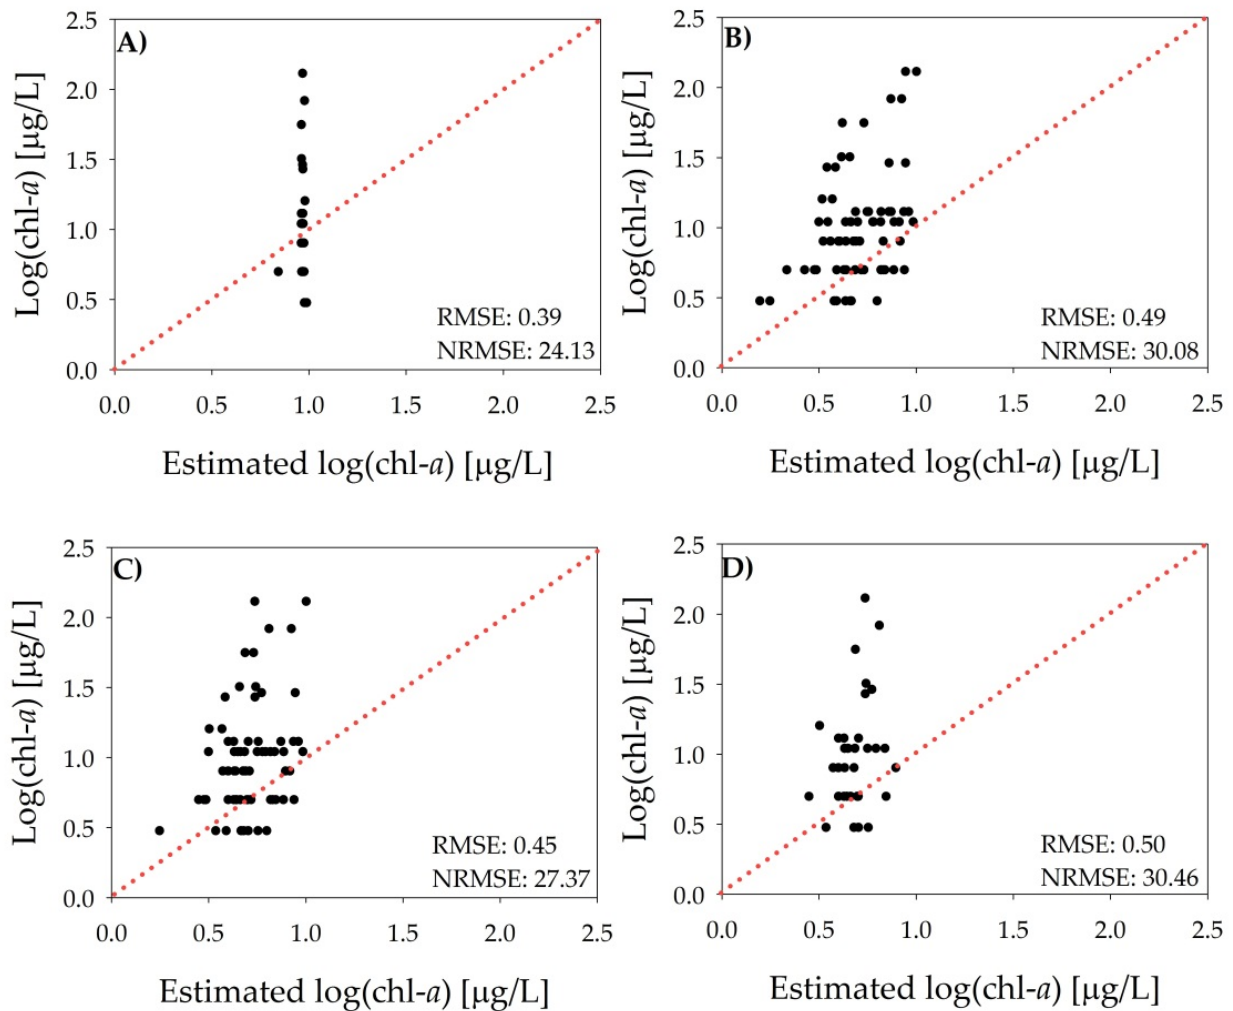 A)
2.5
2.0
1.5
1.0
0.5
0.0
Log(chl-a) [µg/L]
RMSE: 0.39
NRMSE: 24.13
0.0 0.5 1.0 1.5 2.0 2.5
Estimated log(chl-a) [µg/L]
B)
2.5
2.0
1.5
1.0
0.5
0.0
Log(chl-a) [µg/L]
RMSE: 0.49
NRMSE: 30.08
0.0 0.5 1.0 1.5 2.0 2.5
Estimated log(chl-a) [µg/L]
C)
2.5
2.0
1.5
1.0
0.5
0.0
Log(chl-a) [µg/L]
RMSE: 0.45
NRMSE: 27.37
0.0 0.5 1.0 1.5 2.0 2.5
Estimated log(chl-a) [µg/L]
D)
2.5
2.0
1.5
1.0
0.5
0.0
Log(chl-a) [µg/L]
RMSE: 0.50
NRMSE: 30.46
0.0 0.5 1.0 1.5 2.0 2.5
Estimated log(chl-a) [µg/L]